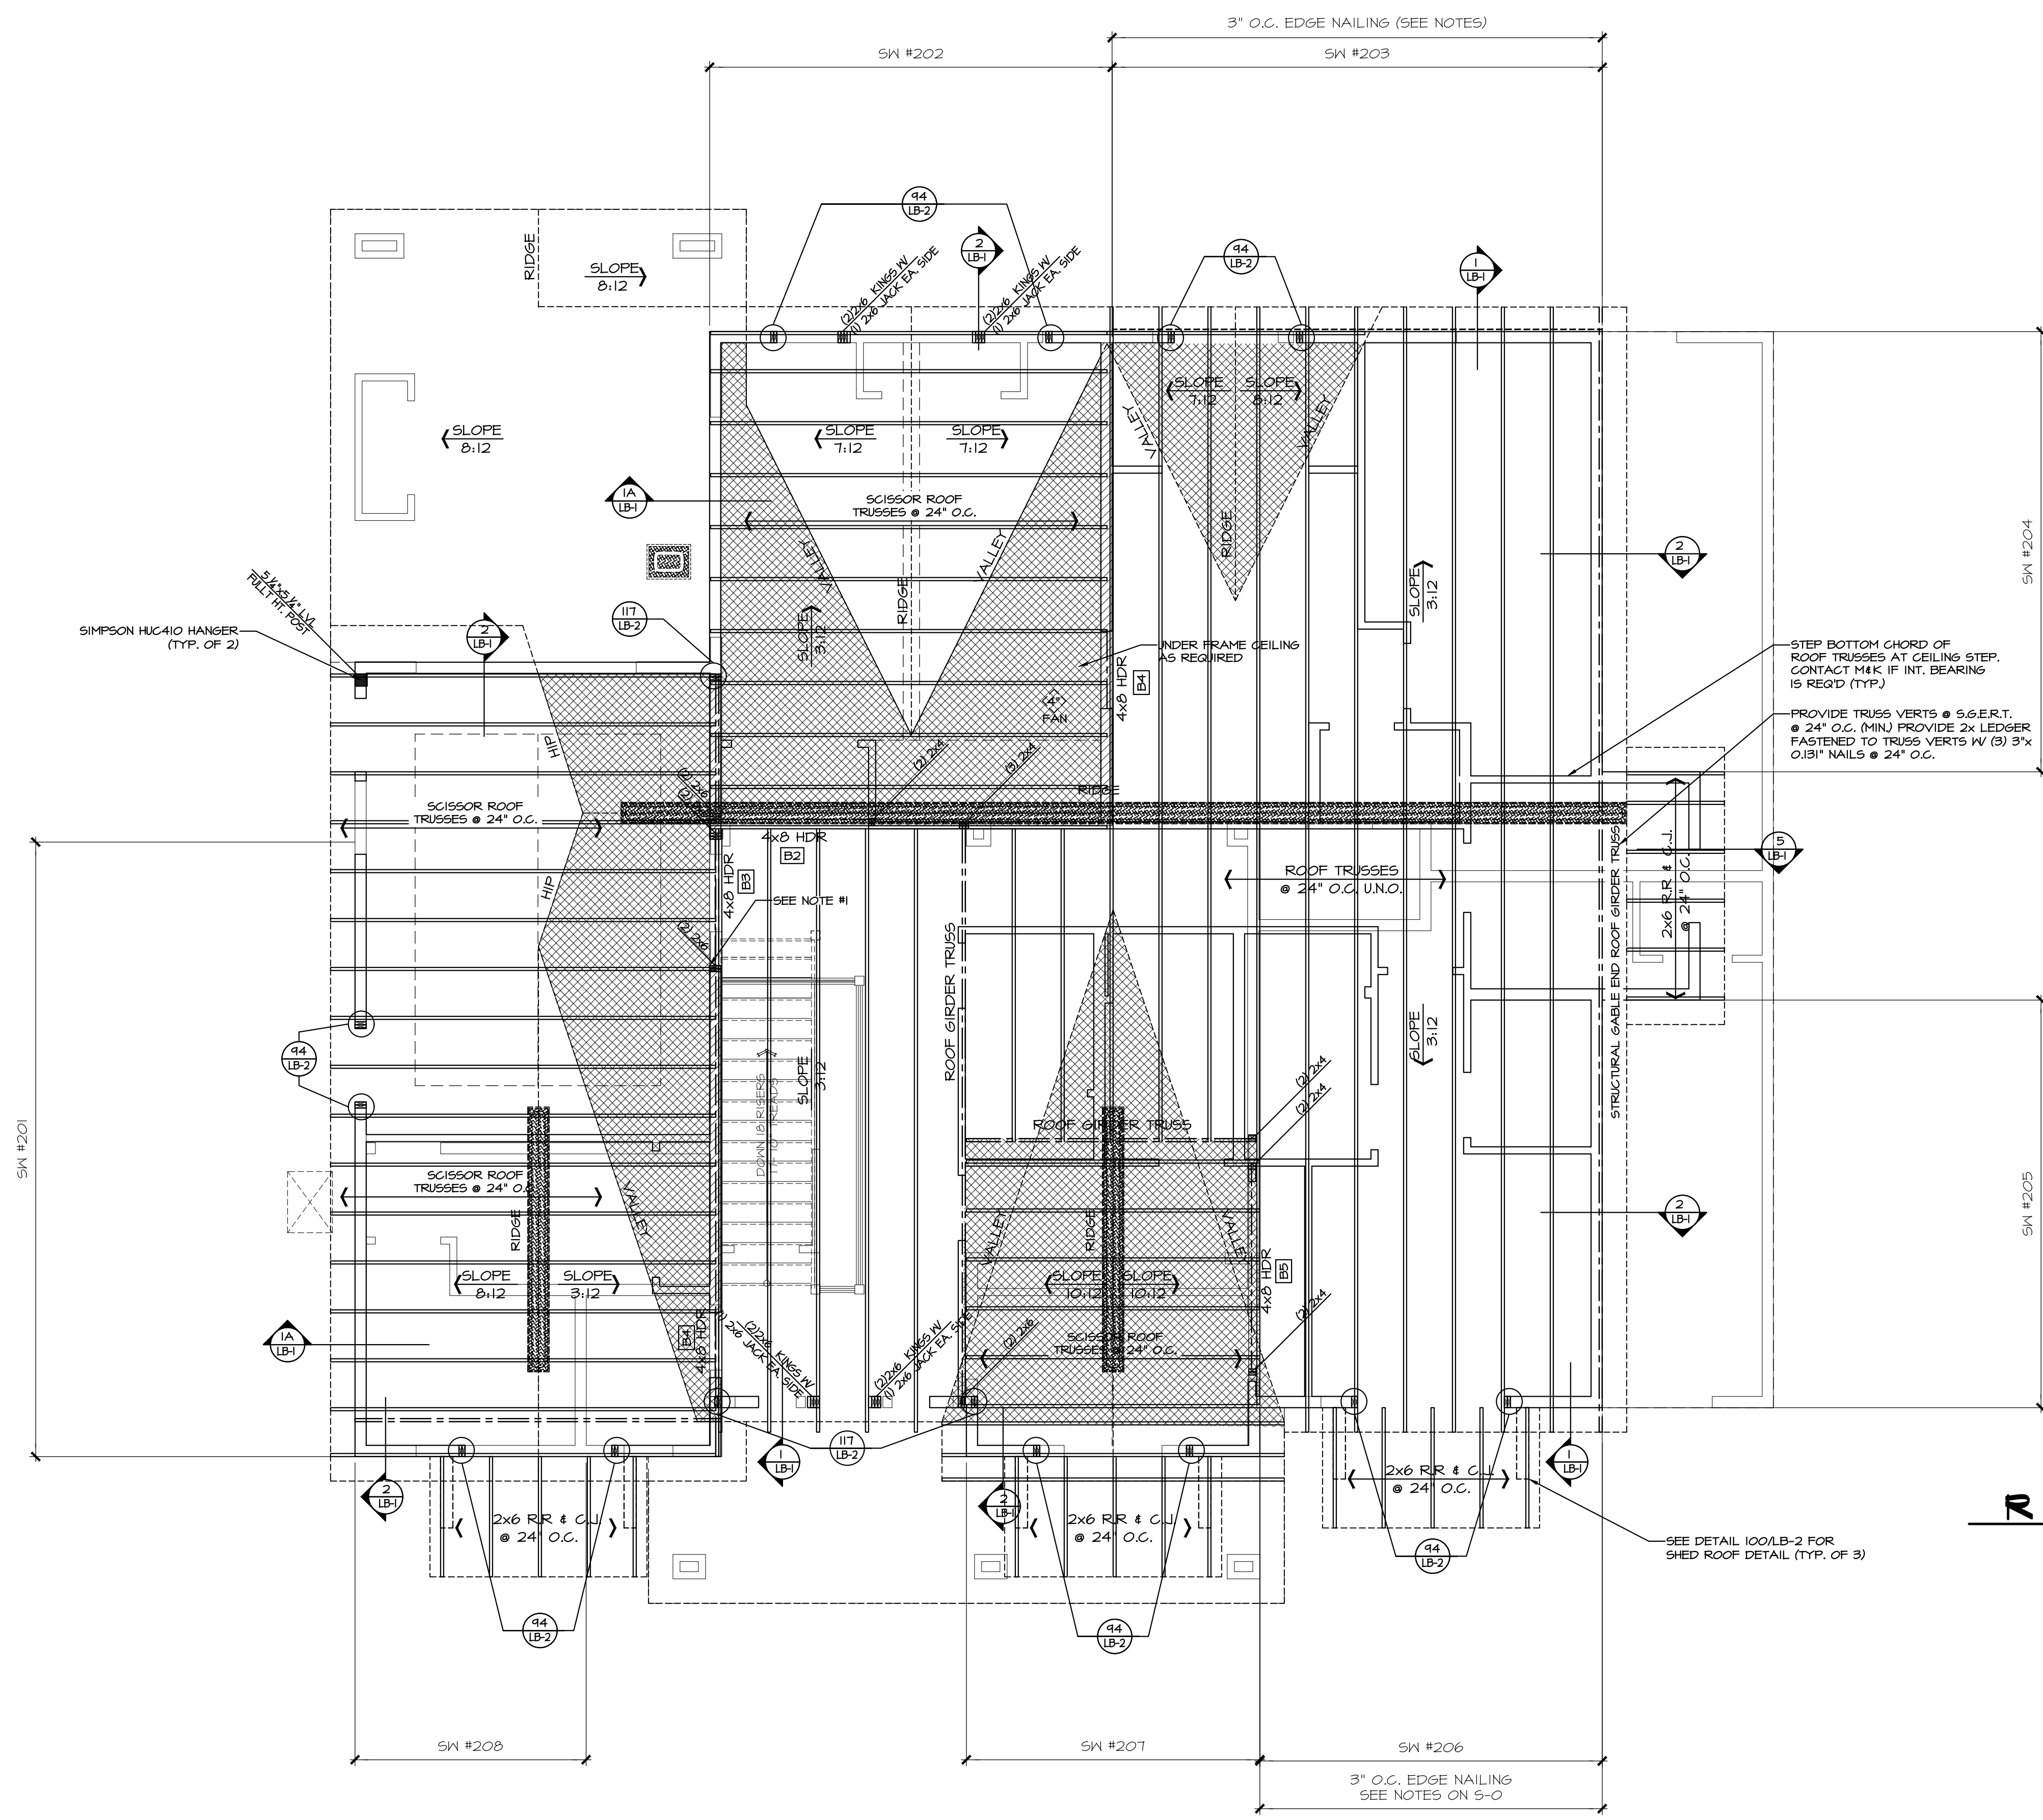 3" O.C. EDGE NAILING (SEE NOTES)
SW #202
SW #203
94
LB-2
2
LB-1
94
LB-2
1
LB-1
RIDGE
SLOPE
8:12
(2)2x6 KINGS W/
(1) 2x6 JACK EA. SIDE
(2)2x6 KINGS W/
(1) 2x6 JACK EA. SIDE
SLOPE
8:12
SLOPE
7:12
SLOPE
7:12
SLOPE
7:12
SLOPE
8:12
VALLEY
VALLEY
1A
LB-1
SCISSOR ROOF
TRUSSES @ 24" O.C.
VALLEY
VALLEY
RIDGE
RIDGE
2
LB-1
SW #204
SLOPE
3:12
SLOPE
3:12
5 1/4"x5 1/4" LVL
FULLT HT. POST
SIMPSON HUC410 HANGER
(TYP. OF 2)
2
LB-1
117
LB-2
UNDER FRAME CEILING
AS REQUIRED
4x8 HDR
B4
4"
FAN
STEP BOTTOM CHORD OF
ROOF TRUSSES AT CEILING STEP.
CONTACT M&K IF INT. BEARING
IS REQ'D (TYP.)
PROVIDE TRUSS VERTS @ S.G.E.R.T.
@ 24" O.C. (MIN.) PROVIDE 2x LEDGER
FASTENED TO TRUSS VERTS W/ (3) 3"x
0.131" NAILS @ 24" O.C.
HIP
(2) 2x4
(3) 2x4
(2) 2x6
RIDGE
SCISSOR ROOF
TRUSSES @ 24" O.C.
4x8 HDR
B2
4x8 HDR
B3
HIP
SEE NOTE #1
(2) 2x6
ROOF TRUSSES
@ 24" O.C. U.N.O.
2x6 R.R & C.J.
@ 24" O.C.
5
LB-1
STRUCTURAL GABLE END ROOF GIRDER TRUSS
ROOF GIRDER TRUSS
94
LB-2
SLOPE
3:12
SLOPE
3:12
DOWN 18 RISERS
(2) 2x4
(2) 2x4
ROOF GIRDER TRUSS
SW #201
SCISSOR ROOF
TRUSSES @ 24" O.C.
VALLEY
RIDGE
VALLEY
RIDGE
VALLEY
2
LB-1
SW #205
SLOPE
8:12
SLOPE
3:12
SLOPE
10:12
SLOPE
10:12
4x8 HDR
B5
(2) 2x4
1A
LB-1
B4
4x8 HDR
(2)2x6 KINGS W/
(1) 2x6 JACK EA. SIDE
(2)2x6 KINGS W/
(1) 2x6 JACK EA. SIDE
(2) 2x6
SCISSOR ROOF
TRUSSES @ 24" O.C.
117
LB-2
1
LB-1
1
LB-1
2
LB-1
2
LB-1
2x6 R.R & C.J.
@ 24" O.C.
2x6 R.R & C.J
@ 24" O.C.
2x6 R.R & C.J
@ 24" O.C.
SEE DETAIL 100/LB-2 FOR
SHED ROOF DETAIL (TYP. OF 3)
94
LB-2
94
LB-2
94
LB-2
R
SW #208
SW #207
SW #206
3" O.C. EDGE NAILING
SEE NOTES ON S-0